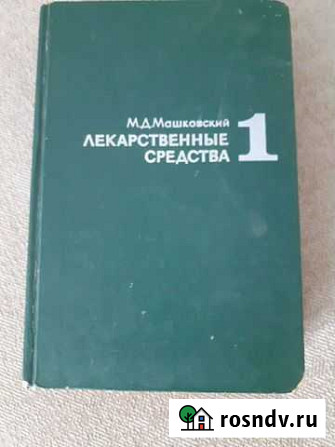 М.Д.Машковский
ЛЕКАРСТВЕННЫЕ
СРЕДСТВА
1
rosndv.ru